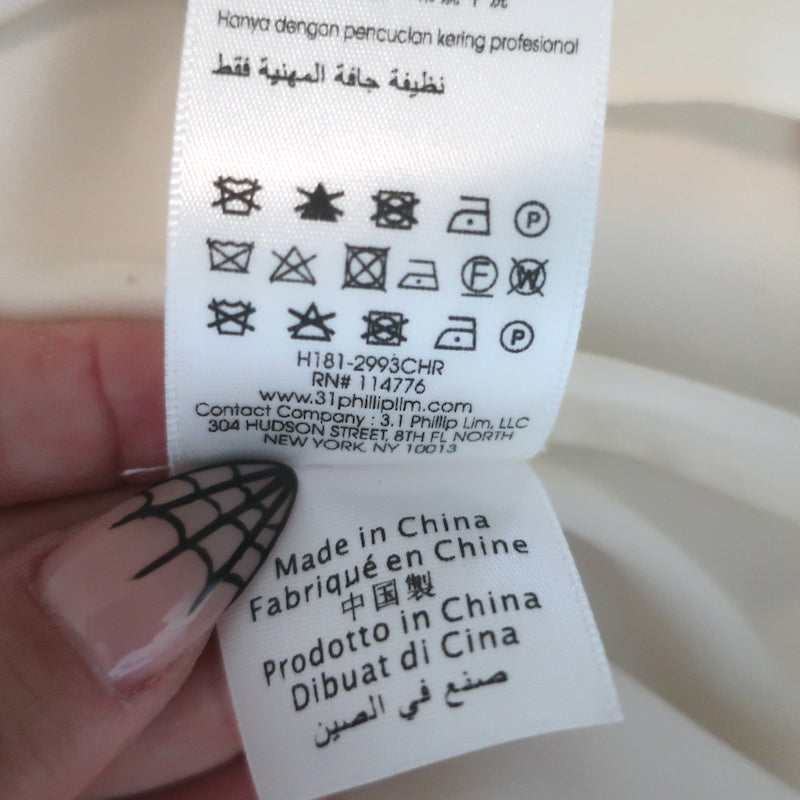 Hanya dengan pencucian kering profesional
نظيفة جافة المهنية فقط
P
F W
P
H181-2993CHR
RN# 114776
www.31philliplim.com
Contact Company : 3.1 Phillip Lim, LLC
304 HUDSON STREET, 8TH FL NORTH
NEW YORK, NY 10013
Made in China
Fabriqué en Chine
中国製
Prodotto in China
Dibuat di Cina
صنع في الصين